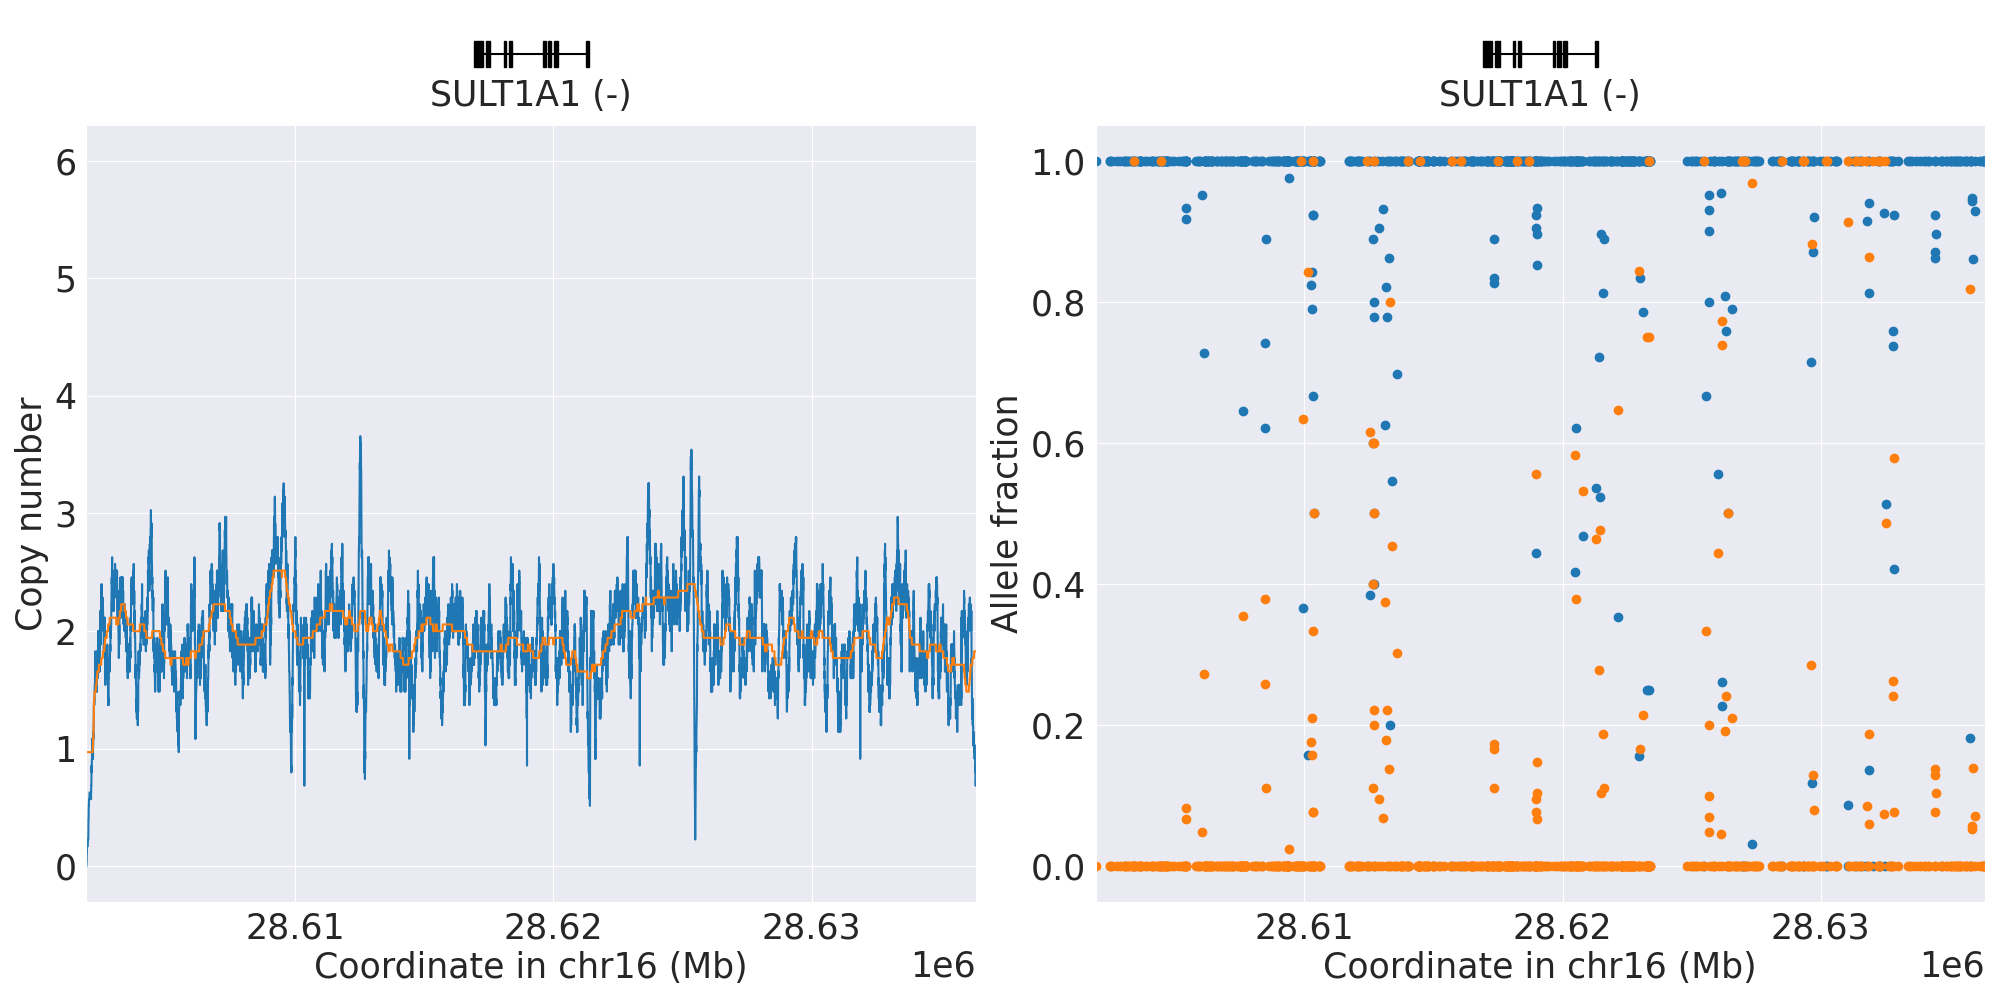 SULT1A1 (-)
6
5
4
3
2
1
0
Copy number
28.61
28.62
28.63
Coordinate in chr16 (Mb)
1e6
SULT1A1 (-)
1.0
0.8
0.6
0.4
0.2
0.0
Allele fraction
28.61
28.62
28.63
Coordinate in chr16 (Mb)
1e6